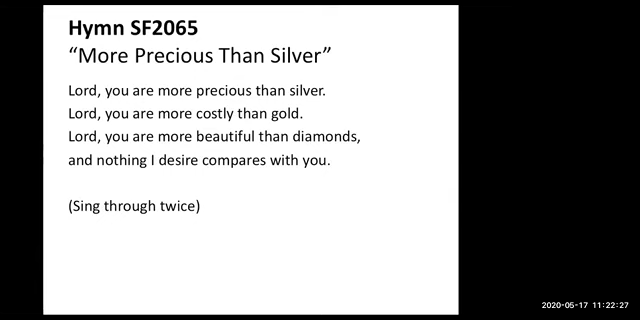 Hymn SF2065
“More Precious Than Silver”
Lord, you are more precious than silver.
Lord, you are more costly than gold.
Lord, you are more beautiful than diamonds,
and nothing I desire compares with you.
(Sing through twice)
2020-05-17 11:22:27